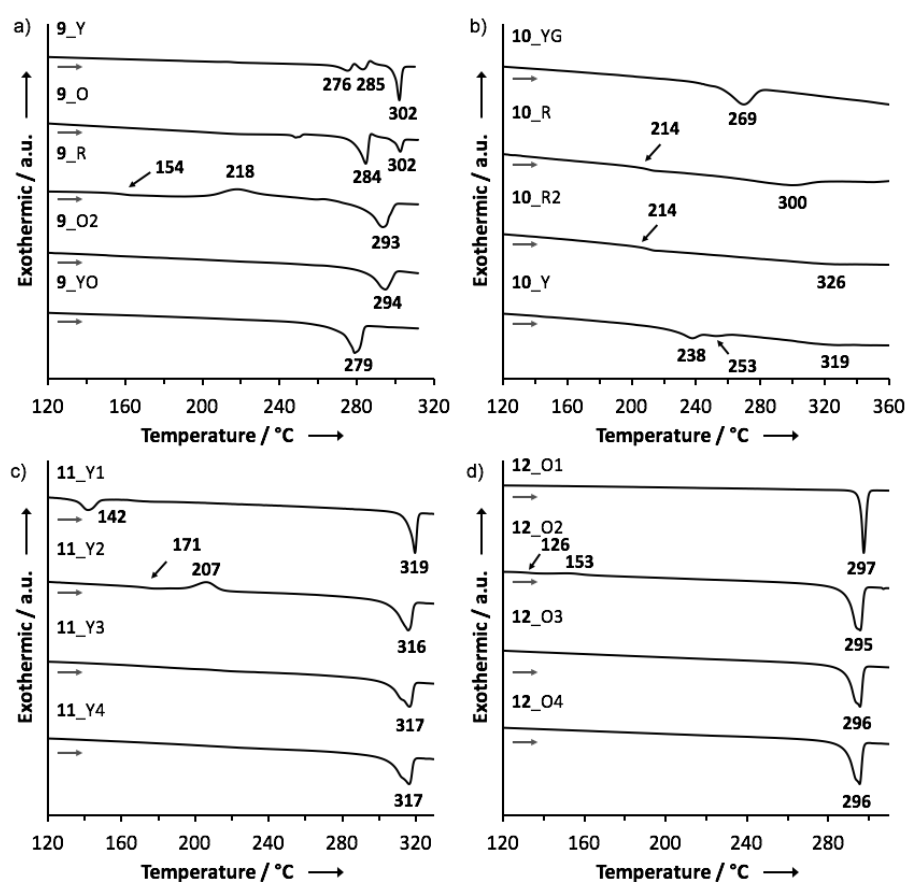 a)
9_Y
276
285
302
9_O
284
302
9_R
154
218
293
9_O2
294
9_YO
279
Exothermic / a.u.
120 160 200 240 280 320
Temperature / °C
b)
10_YG
269
10_R
214
300
10_R2
214
326
10_Y
238
253
319
Exothermic / a.u.
120 160 200 240 280 320 360
Temperature / °C
c)
11_Y1
142
319
11_Y2
171
207
316
11_Y3
317
11_Y4
317
Exothermic / a.u.
120 160 200 240 280 320
Temperature / °C
d)
12_O1
297
12_O2
126
153
295
12_O3
296
12_O4
296
Exothermic / a.u.
120 160 200 240 280
Temperature / °C